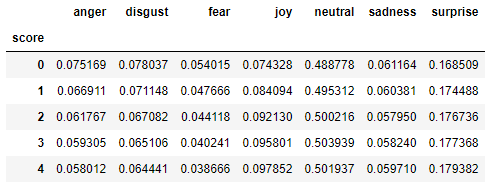 anger disgust fear joy neutral sadness surprise
score
0 0.075169 0.078037 0.054015 0.074328 0.488778 0.061164 0.168509
1 0.066911 0.071148 0.047666 0.084094 0.495312 0.060381 0.174488
2 0.061767 0.067082 0.044118 0.092130 0.500216 0.057950 0.176736
3 0.059305 0.065106 0.040241 0.095801 0.503939 0.058240 0.177368
4 0.058012 0.064441 0.038666 0.097852 0.501937 0.059710 0.179382